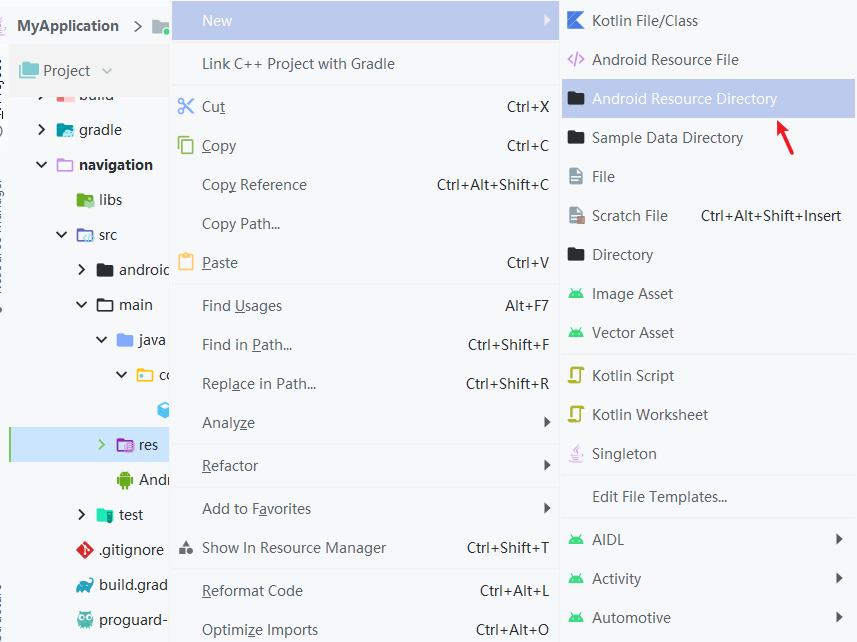 MyApplication
Project
build
gradle
navigation
libs
src
android
main
java
co
res
Andr
test
.gitignore
build.grad
proguard-
New
Link C++ Project with Gradle
Cut Ctrl+X
Copy Ctrl+C
Copy Reference Ctrl+Alt+Shift+C
Copy Path...
Paste Ctrl+V
Find Usages Alt+F7
Find in Path... Ctrl+Shift+F
Replace in Path... Ctrl+Shift+R
Analyze
Refactor
Add to Favorites
Show In Resource Manager Ctrl+Shift+T
Reformat Code Ctrl+Alt+L
Optimize Imports Ctrl+Alt+O
Kotlin File/Class
Android Resource File
Android Resource Directory
Sample Data Directory
File
Scratch File Ctrl+Alt+Shift+Insert
Directory
Image Asset
Vector Asset
Kotlin Script
Kotlin Worksheet
Singleton
Edit File Templates...
AIDL
Activity
Automotive